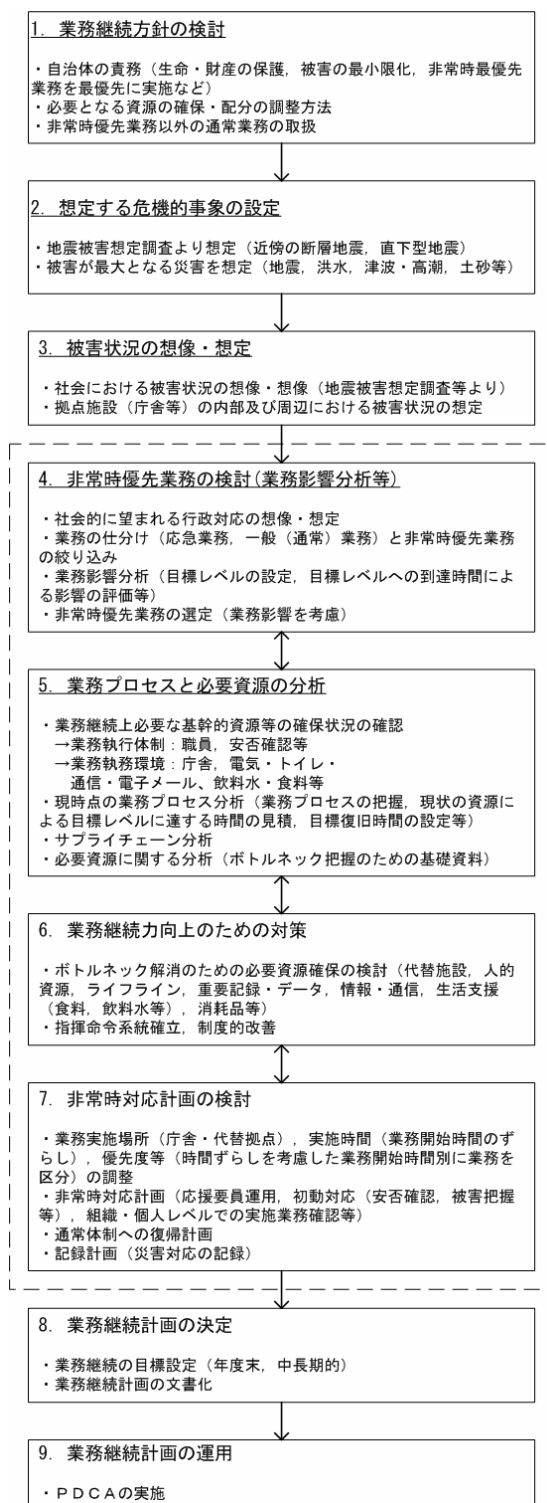 1. 業務継続方針の検討
・自治体の責務（生命・財産の保護，被害の最小限化，非常時最優先
業務を最優先に実施など）
・必要となる資源の確保・配分の調整方法
・非常時優先業務以外の通常業務の取扱
2. 想定する危機的事象の設定
・地震被害想定調査より想定（近傍の断層地震，直下型地震）
・被害が最大となる災害を想定（地震，洪水，津波・高潮，土砂等）
3. 被害状況の想像・想定
・社会における被害状況の想像・想像（地震被害想定調査等より）
・拠点施設（庁舎等）の内部及び周辺における被害状況の想定
4. 非常時優先業務の検討(業務影響分析等)
・社会的に望まれる行政対応の想像・想定
・業務の仕分け（応急業務，一般（通常）業務）と非常時優先業務
の絞り込み
・業務影響分析（目標レベルの設定，目標レベルへの到達時間によ
る影響の評価等）
・非常時優先業務の選定（業務影響を考慮）
5. 業務プロセスと必要資源の分析
・業務継続上必要な基幹的資源等の確保状況の確認
→業務執行体制：職員，安否確認等
→業務執務環境：庁舎，電気・トイレ・
通信・電子メール、飲料水・食料等
・現時点の業務プロセス分析（業務プロセスの把握，現状の資源に
よる目標レベルに達する時間の見積，目標復旧時間の設定等）
・サプライチェーン分析
・必要資源に関する分析（ボトルネック把握のための基礎資料）
6. 業務継続力向上のための対策
・ボトルネック解消のための必要資源確保の検討（代替施設，人的
資源，ライフライン，重要記録・データ，情報・通信，生活支援
（食料，飲料水等），消耗品等）
・指揮命令系統確立，制度的改善
7. 非常時対応計画の検討
・業務実施場所（庁舎・代替拠点），実施時間（業務開始時間のず
らし），優先度等（時間ずらしを考慮した業務開始時間別に業務を
区分）の調整
・非常時対応計画（応援要員運用，初動対応（安否確認，被害把握
等），組織・個人レベルでの実施業務確認等）
・通常体制への復帰計画
・記録計画（災害対応の記録）
8. 業務継続計画の決定
・業務継続の目標設定（年度末，中長期的）
・業務継続計画の文書化
9. 業務継続計画の運用
・ＰＤＣＡの実施